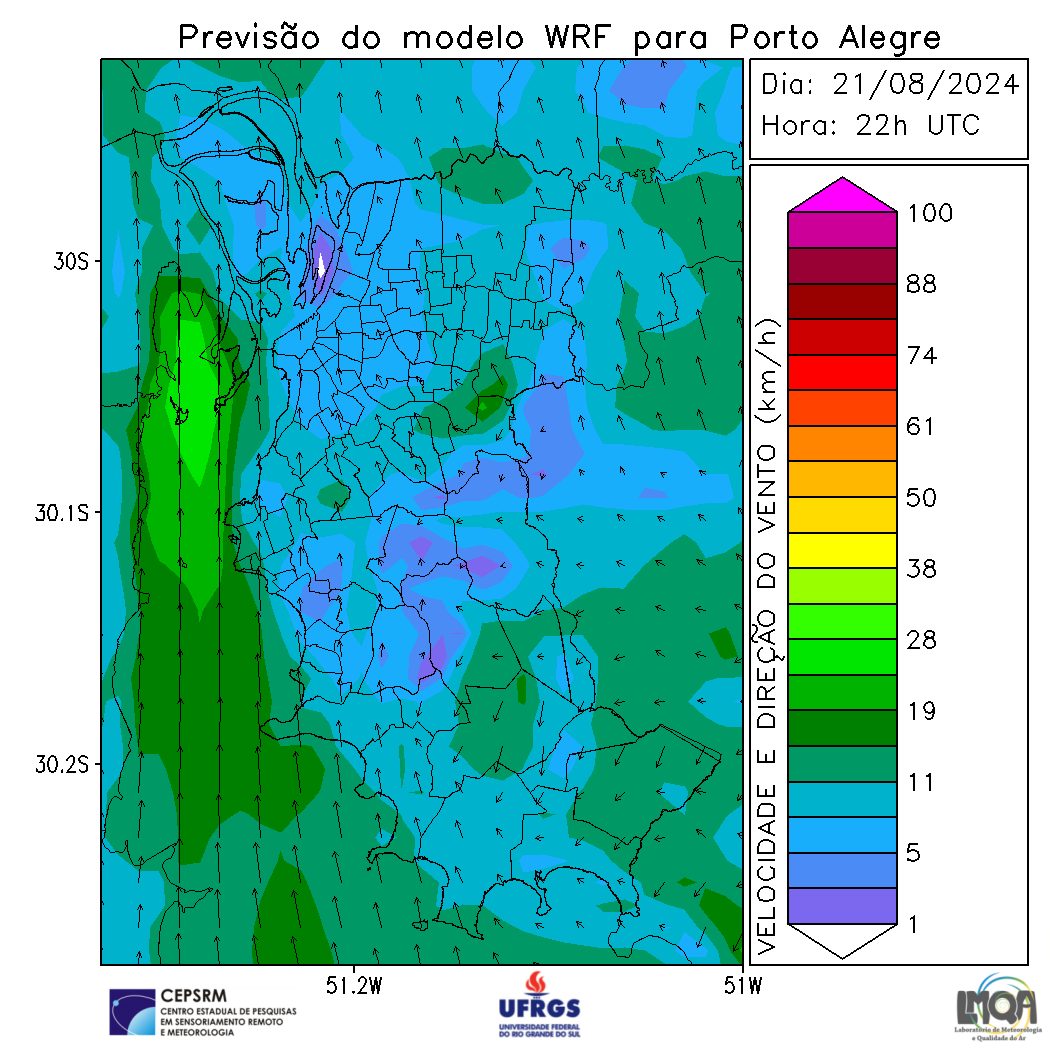 Previsão do modelo WRF para Porto Alegre
Dia: 21/08/2024
Hora: 22h UTC
30S
30.1S
30.2S
51.2W
51W
VELOCIDADE E DIREÇÃO DO VENTO (km/h)
100
88
74
61
50
38
28
19
11
5
1
CEPSRM
CENTRO ESTADUAL DE PESQUISAS
EM SENSORIAMENTO REMOTO
E METEOROLOGIA
UFRGS
UNIVERSIDADE FEDERAL
DO RIO GRANDE DO SUL
LMQA
Laboratório de Meteorologia
e Qualidade do Ar